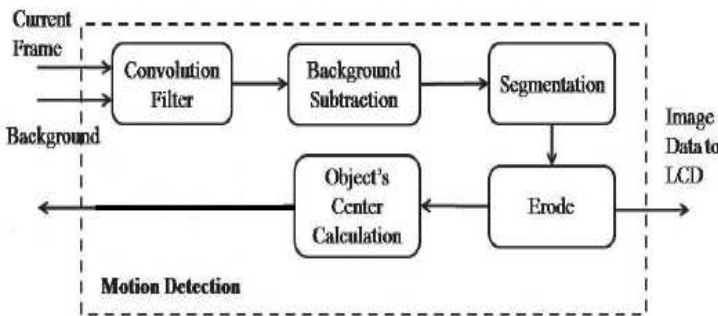 Current
Frame
Convolution
Filter
Background
Subtraction
Segmentation
Background
Image
Data to
LCD
Object's
Center
Calculation
Erode
Motion Detection